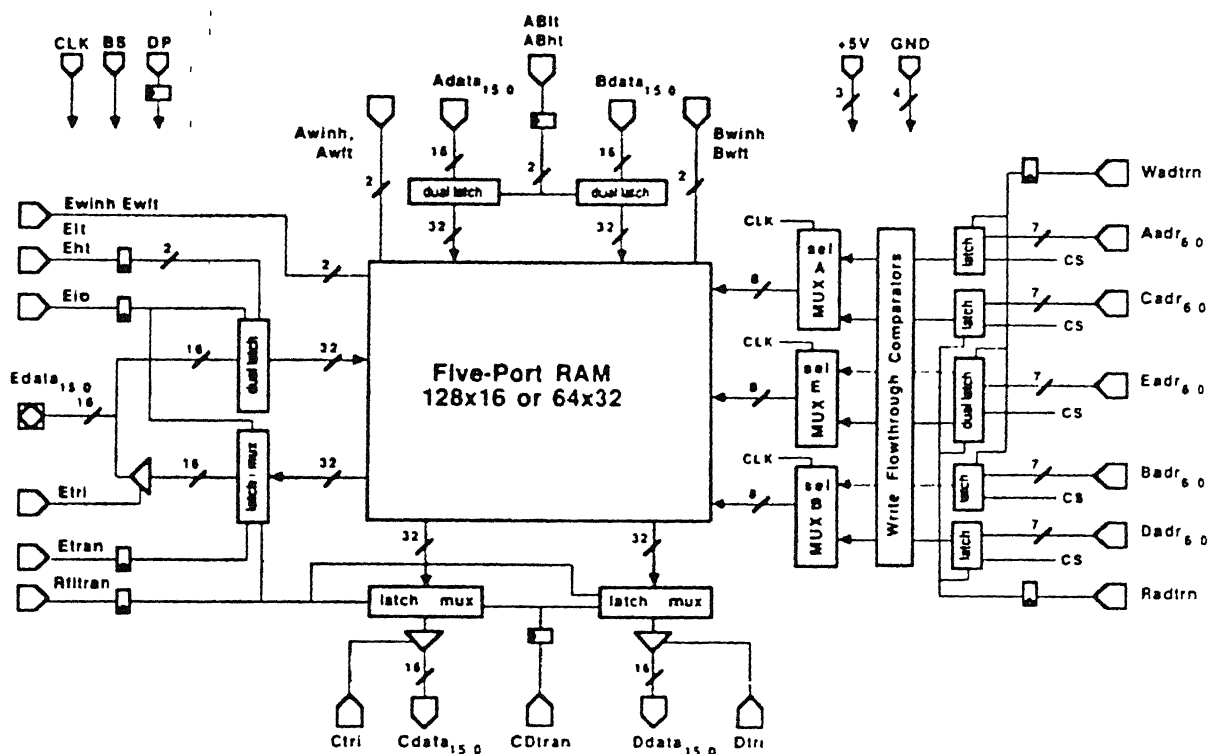 CLK BS DP
ABlt
ABht
+5V GND
3 4
Adata15 0
Bdata15 0
Awinh,
Awft
Bwinh
Bwft
16 16
2 2 2
dual latch dual latch
32 32
Wadtrn
Ewinh Ewft
Elt
Eht
2
2
Elo
CLK
sel
MUX A
8
latch
7
Aadr6 0
CS
latch
7
Cadr6 0
CS
16
dual latch
32
Five-Port RAM
128x16 or 64x32
CLK
sel
MUX E
8
Write Flowthrough Comparators
dual latch
7
Eadr6 0
CS
Edata15 0
16
16
latch / mux
32
CLK
sel
MUX B
8
latch
7
Badr6 0
CS
Etri
latch
7
Dadr6 0
CS
Etran
32 32
Rfltran
Radtrn
latch mux latch mux
16 16
Ctri Cdata15 0 CDtran Ddata15 0 Dtri